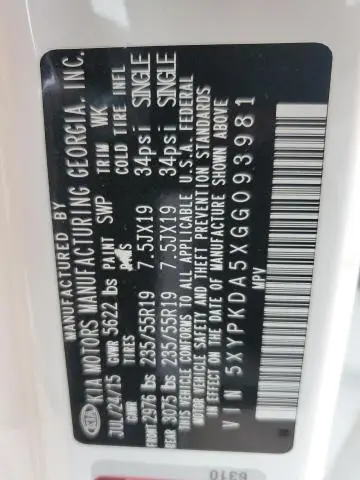 MANUFACTURED BY
KIA KIA MOTORS MANUFACTURING GEORGIA, INC.
JUL/24/15 PAINT SWP TRIM WK
GVWR 5622 lbs
GAWR TIRES RIMS COLD TIRE INFL
FRONT 2976 lbs 235/55R19 7.5JX19 34psi SINGLE
REAR 3075 lbs 235/55R19 7.5JX19 34psi SINGLE
THIS VEHICLE CONFORMS TO ALL APPLICABLE U.S.A. FEDERAL
MOTOR VEHICLE SAFETY AND THEFT PREVENTION STANDARDS
IN EFFECT ON THE DATE OF MANUFACTURE SHOWN ABOVE
VIN 5XYPKDA5XGG093981
MPV
6310